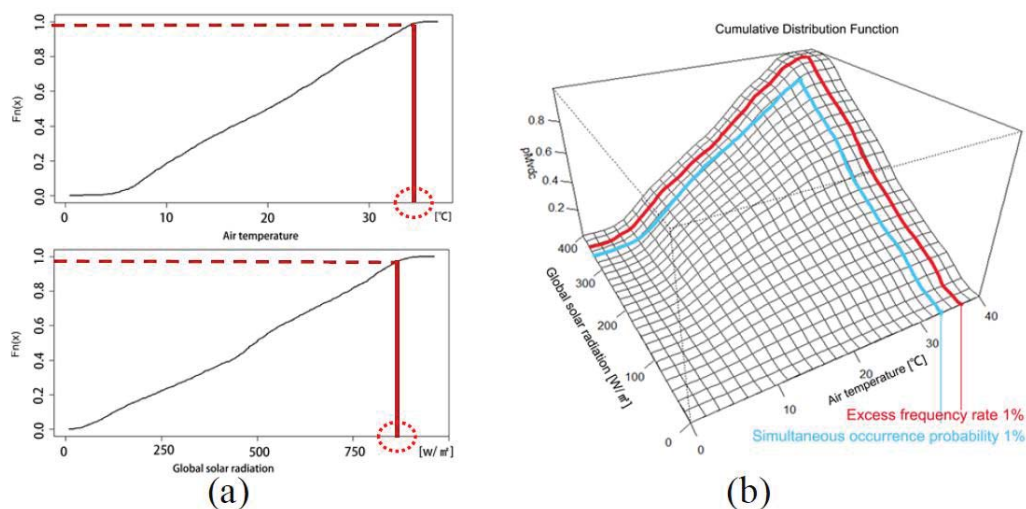 Fn(x)
1.0
0.8
0.6
0.4
0.2
0.0
0 10 20 30 [℃]
Air temperature
Fn(x)
1.0
0.8
0.6
0.4
0.2
0.0
0 250 500 750 [W/㎡]
Global solar radiation
(a)
Cumulative Distribution Function
pMvdc
0.8
0.6
0.4
0.2
400
300
200
100
0
Global solar radiation [W/㎡]
0
10
20
30
40
Air temperature [℃]
Excess frequency rate 1%
Simultaneous occurrence probability 1%
(b)